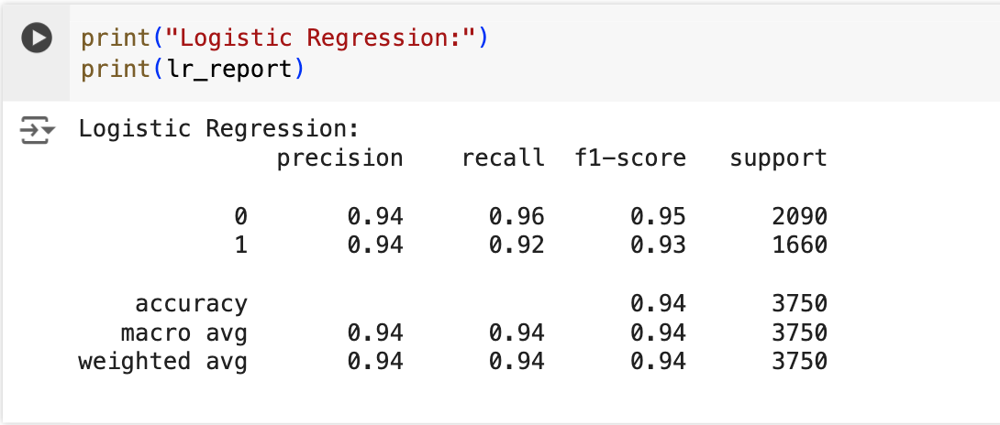 print("Logistic Regression:")
print(lr_report)
Logistic Regression:
precision recall f1-score support
0 0.94 0.96 0.95 2090
1 0.94 0.92 0.93 1660
accuracy 0.94 3750
macro avg 0.94 0.94 0.94 3750
weighted avg 0.94 0.94 0.94 3750